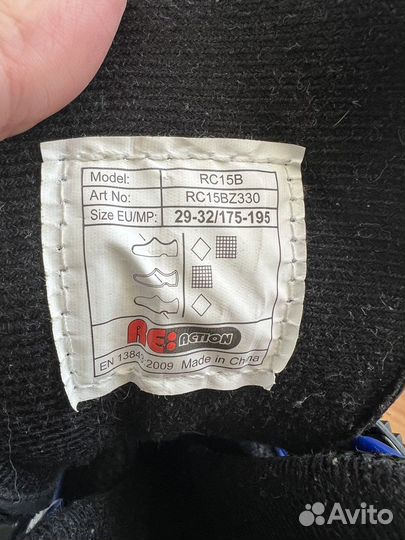 Model: RC15B
Art No: RC15BZ330
Size EU/MP: 29-32/175-195
RE:ACTION
EN 13843:2009 Made in China
Avito